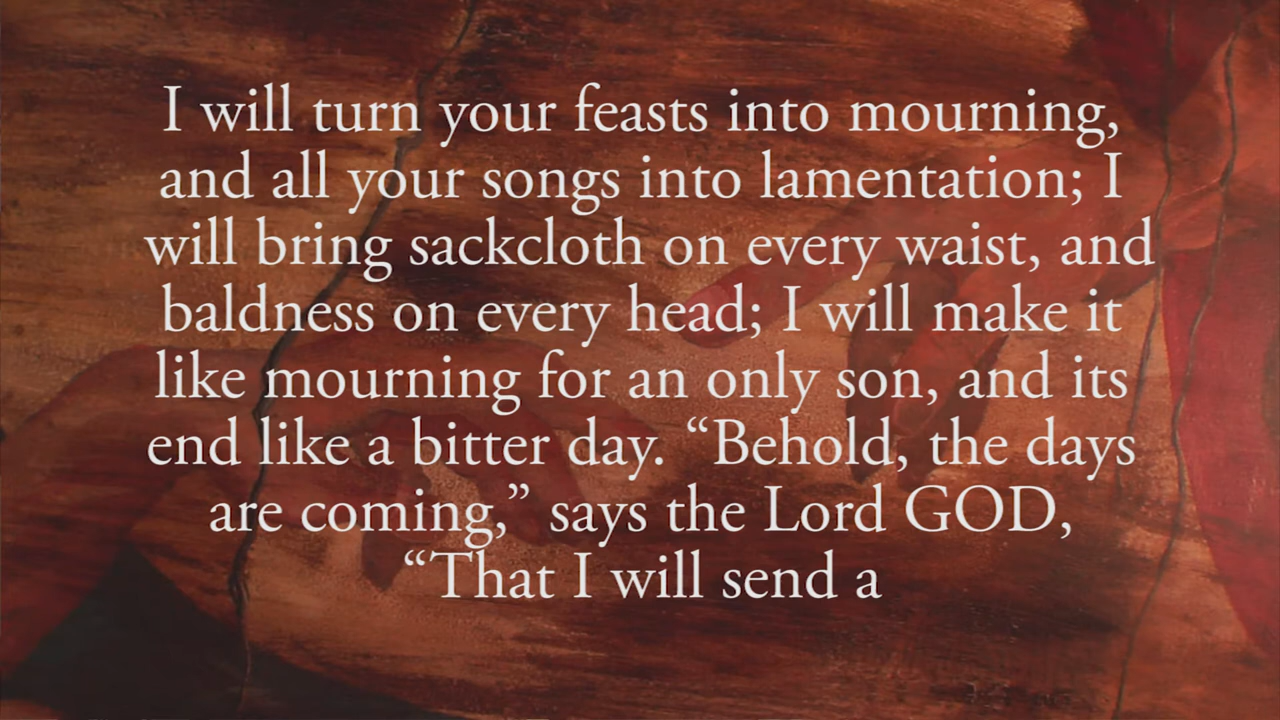 I will turn your feasts into mourning,
and all your songs into lamentation; I
will bring sackcloth on every waist, and
baldness on every head; I will make it
like mourning for an only son, and its
end like a bitter day. “Behold, the days
are coming,” says the Lord GOD,
“That I will send a